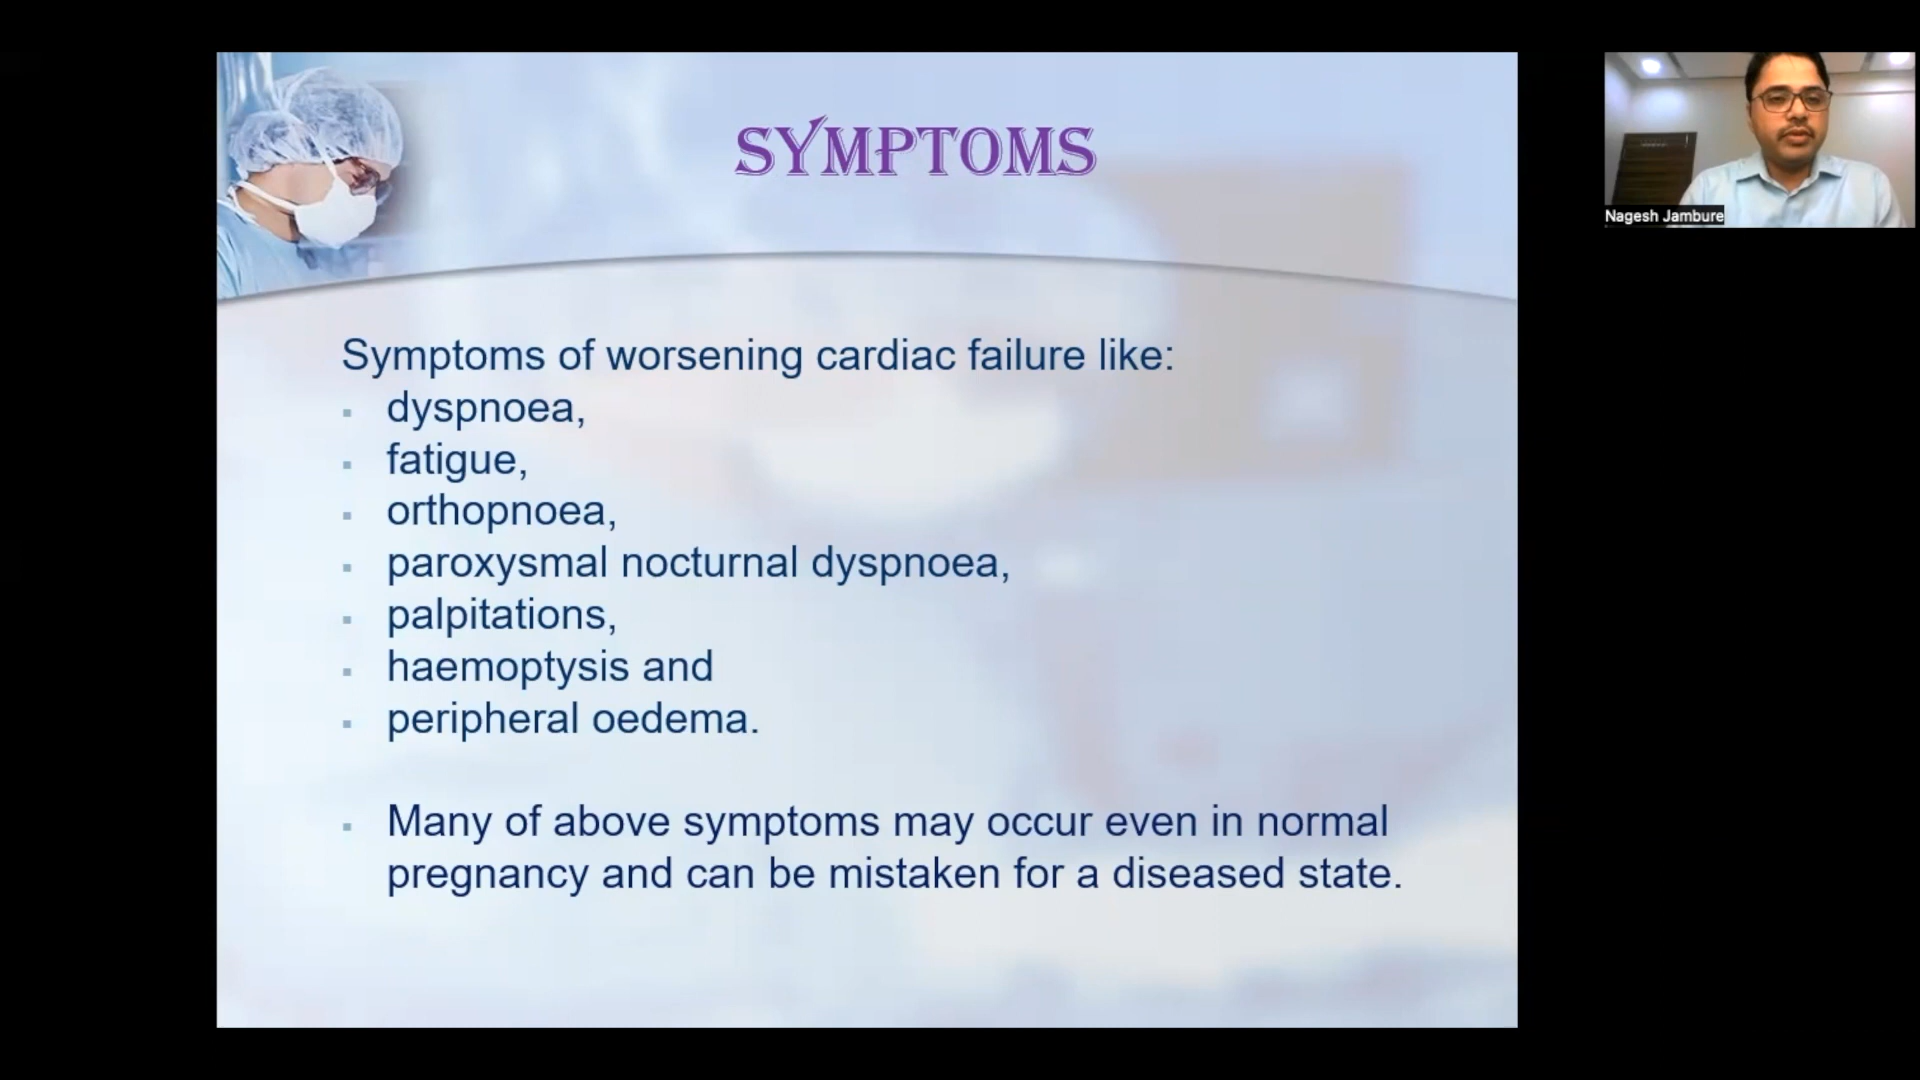 SYMPTOMS
Nagesh Jambure
Symptoms of worsening cardiac failure like:
▪ dyspnoea,
▪ fatigue,
▪ orthopnoea,
▪ paroxysmal nocturnal dyspnoea,
▪ palpitations,
▪ haemoptysis and
▪ peripheral oedema.
▪ Many of above symptoms may occur even in normal
pregnancy and can be mistaken for a diseased state.